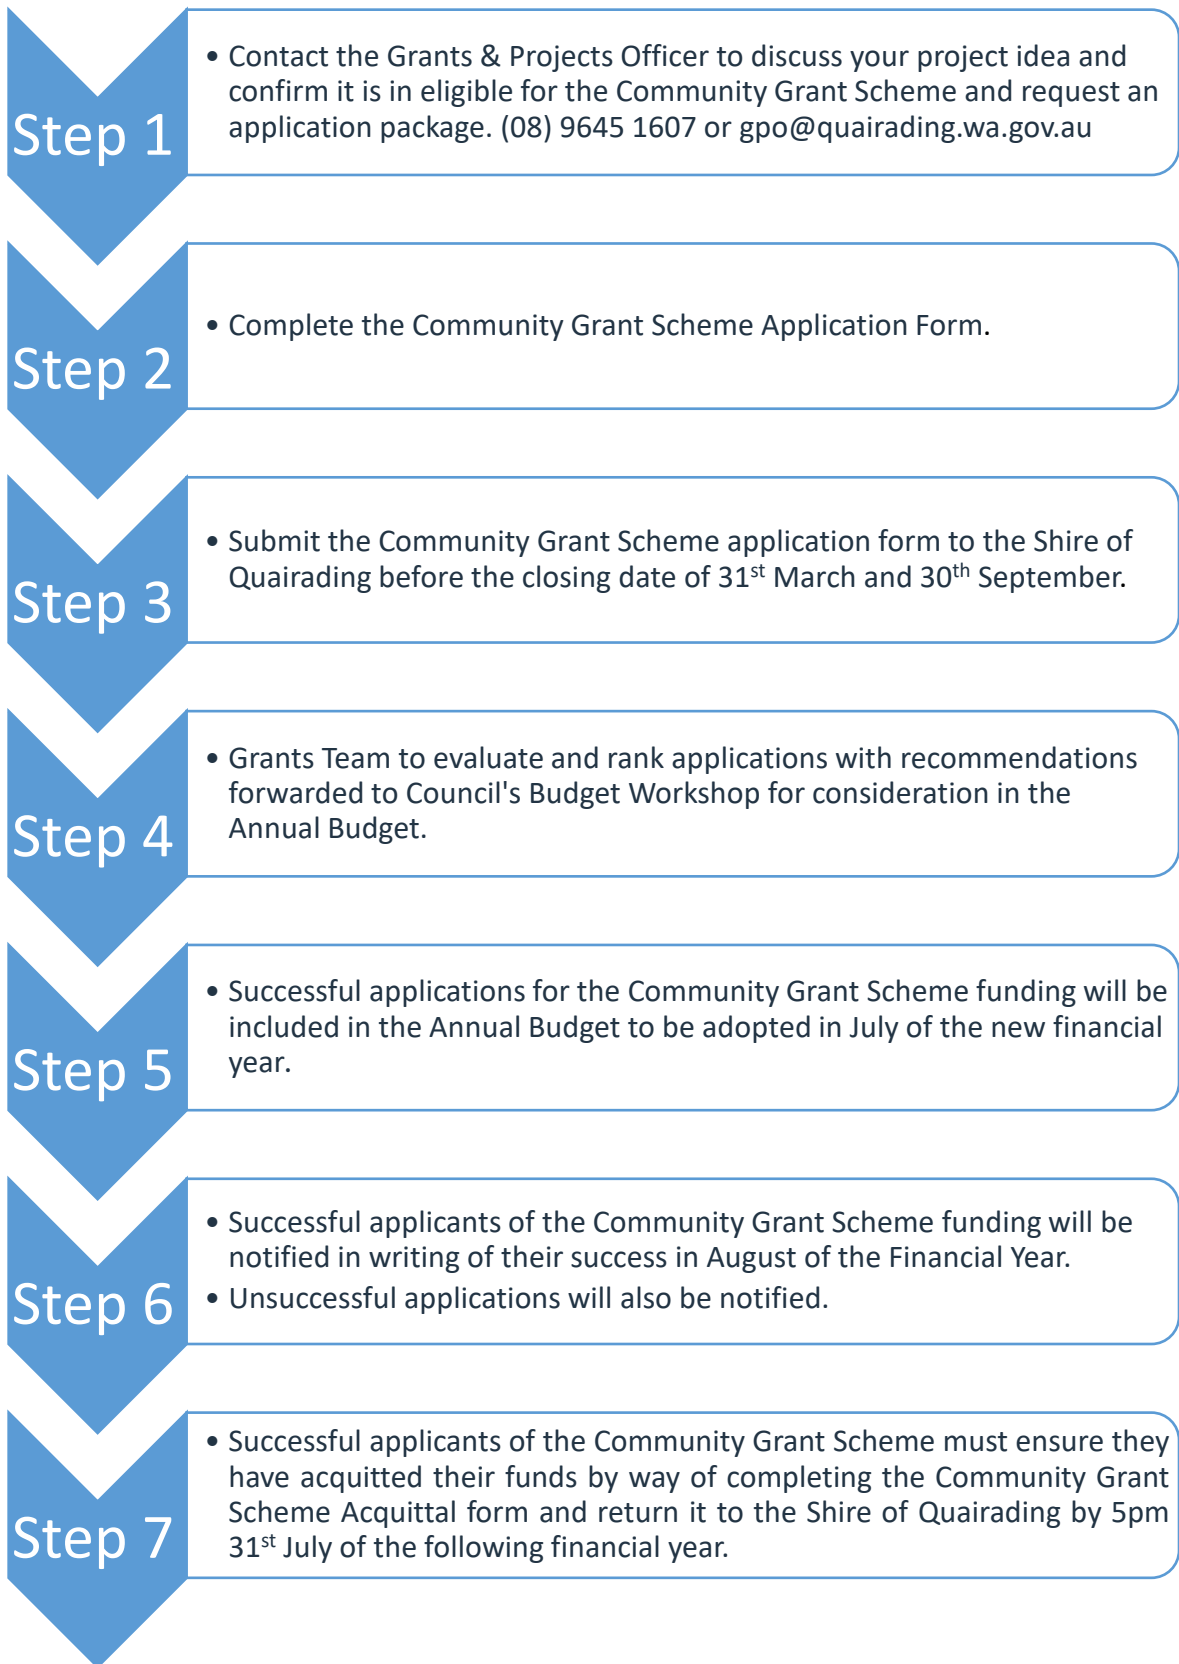 Step 1
• Contact the Grants & Projects Officer to discuss your project idea and
confirm it is in eligible for the Community Grant Scheme and request an
application package. (08) 9645 1607 or gpo@quairading.wa.gov.au
Step 2
• Complete the Community Grant Scheme Application Form.
Step 3
• Submit the Community Grant Scheme application form to the Shire of
Quairading before the closing date of 31st March and 30th September.
Step 4
• Grants Team to evaluate and rank applications with recommendations
forwarded to Council's Budget Workshop for consideration in the
Annual Budget.
Step 5
• Successful applications for the Community Grant Scheme funding will be
included in the Annual Budget to be adopted in July of the new financial
year.
Step 6
• Successful applicants of the Community Grant Scheme funding will be
notified in writing of their success in August of the Financial Year.
• Unsuccessful applications will also be notified.
Step 7
• Successful applicants of the Community Grant Scheme must ensure they
have acquitted their funds by way of completing the Community Grant
Scheme Acquittal form and return it to the Shire of Quairading by 5pm
31st July of the following financial year.